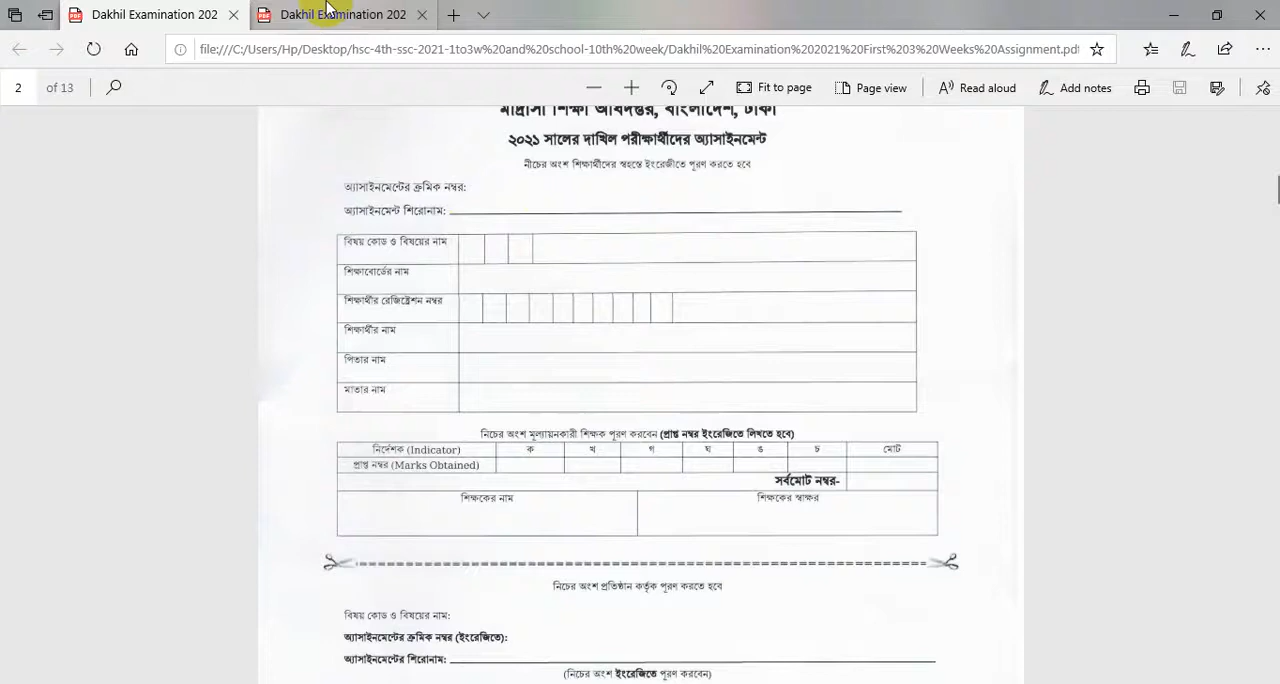 Dakhil Examination 202
Dakhil Examination 202
file:///C:/Users/Hp/Desktop/hsc-4th-ssc-2021-1to3w%20and%20school-10th%20week/Dakhil%20Examination%202021%20First%203%20Weeks%20Assignment.pdf
2 of 13
Fit to page
Page view
Read aloud
Add notes
মাদ্রাসা শিক্ষা অধিদপ্তর, বাংলাদেশ, ঢাকা
২০২১ সালের দাখিল পরীক্ষার্থীদের অ্যাসাইনমেন্ট
নীচের অংশ শিক্ষার্থীদের স্বহস্তে ইংরেজীতে পূরণ করতে হবে
অ্যাসাইনমেন্টের ক্রমিক নম্বর:
অ্যাসাইনমেন্ট শিরোনাম:
বিষয় কোড ও বিষয়ের নাম
শিক্ষাবোর্ডের নাম
শিক্ষার্থীর রেজিস্ট্রেশন নম্বর
শিক্ষার্থীর নাম
পিতার নাম
মাতার নাম
নিচের অংশ মূল্যায়নকারী শিক্ষক পূরণ করবেন (প্রাপ্ত নম্বর ইংরেজিতে লিখতে হবে)
নির্দেশক (Indicator) ক খ গ ঘ ঙ চ মোট
প্রাপ্ত নম্বর (Marks Obtained)
সর্বমোট নম্বর-
শিক্ষকের নাম শিক্ষকের স্বাক্ষর
নিচের অংশ প্রতিষ্ঠান কর্তৃক পূরণ করতে হবে
বিষয় কোড ও বিষয়ের নাম:
অ্যাসাইনমেন্টের ক্রমিক নম্বর (ইংরেজিতে):
অ্যাসাইনমেন্টের শিরোনাম:
(নিচের অংশ ইংরেজিতে পূরণ করবেন)